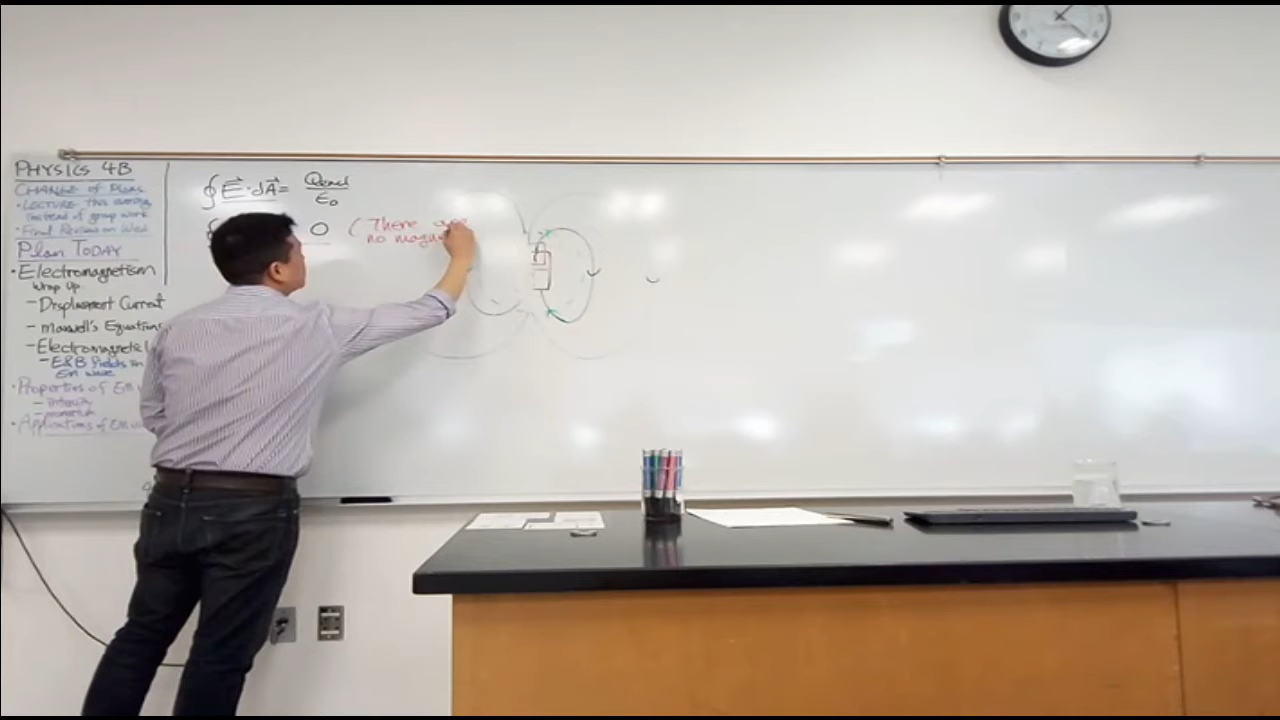 PHYSICS 4B
CHANGE of PLANS
• LECTURE this evening
instead of group work
• Final Review on Wed
Plan TODAY
• Electromagnetism
Wrap Up
- Displacement Current
- Maxwell's Equations
- Electromagnetic
- E&B fields in
EM wave
• Properties of EM
- intensity
• Applications of EM
∮ E⃗ · dA⃗ = Qencl / ε₀
∮ 0 (There are
no magn